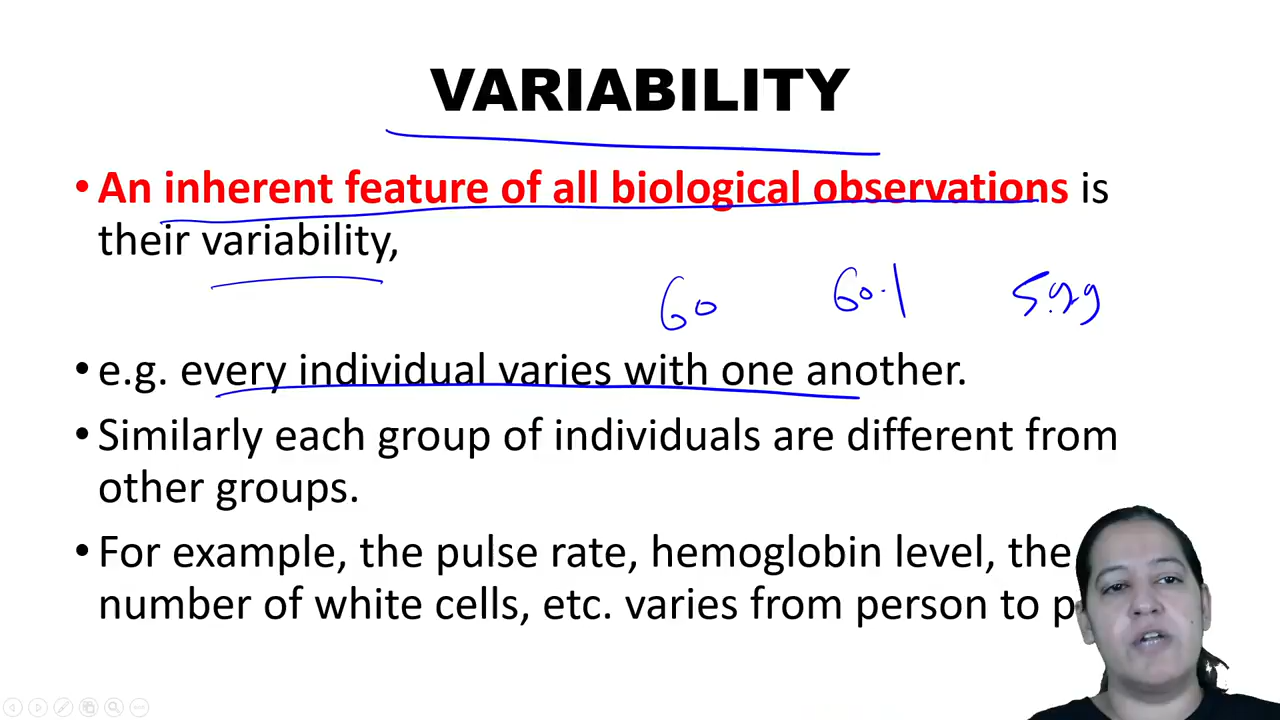 VARIABILITY
• An inherent feature of all biological observations is
their variability,
60 60.1 59.99
• e.g. every individual varies with one another.
• Similarly each group of individuals are different from
other groups.
• For example, the pulse rate, hemoglobin level, the
number of white cells, etc. varies from person to p